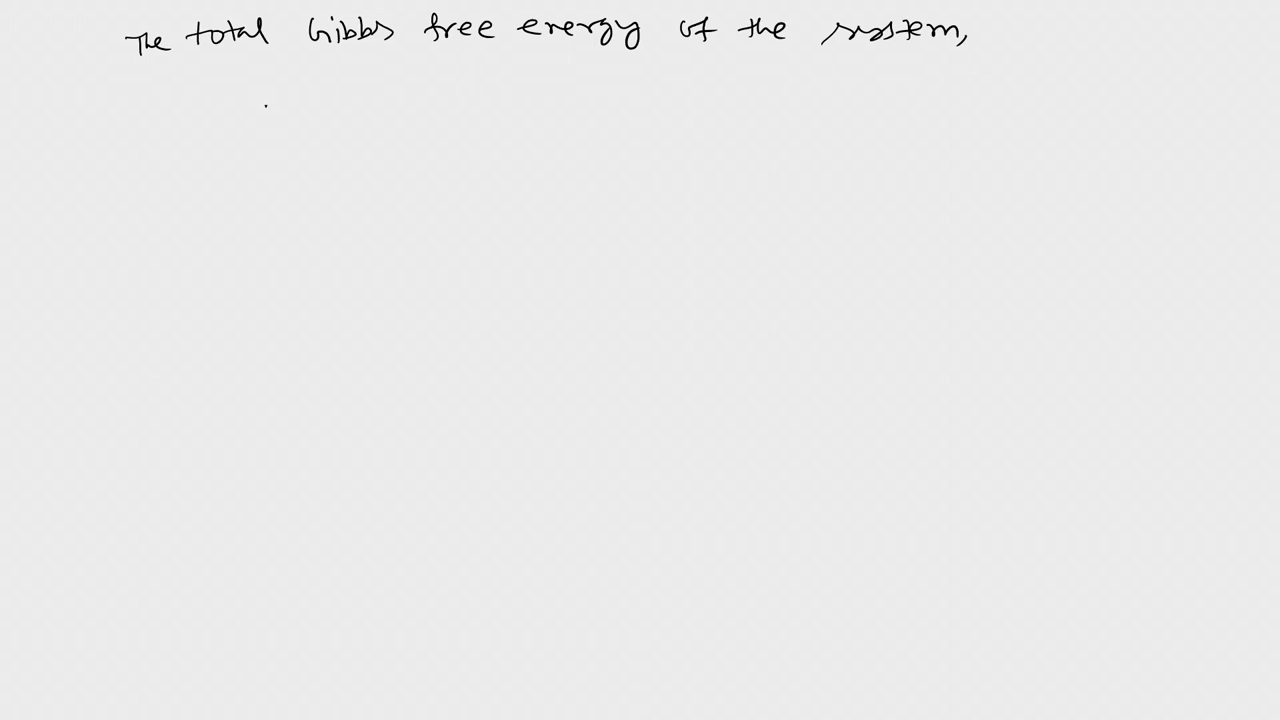 The total Gibbs free energy of the system,